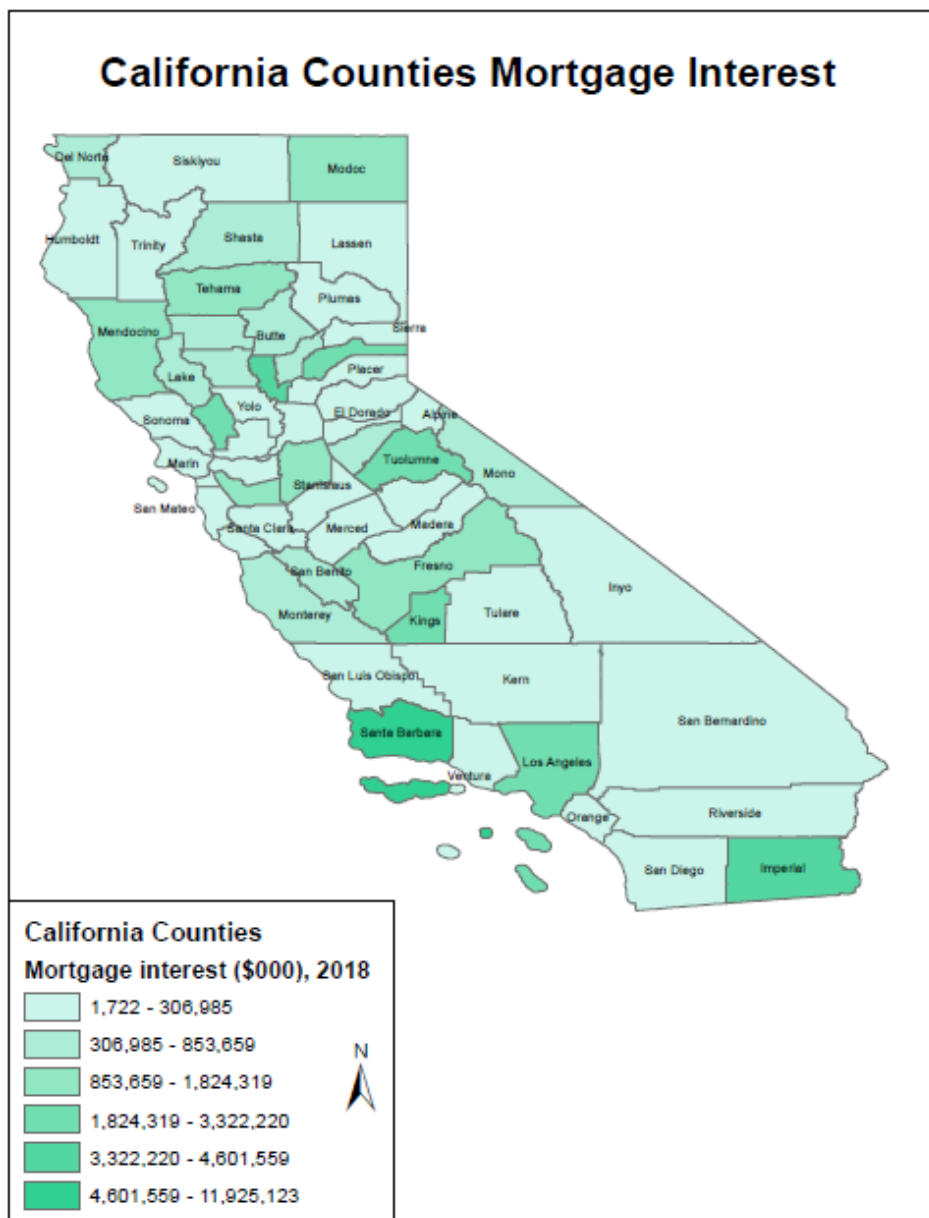 California Counties Mortgage Interest
Del Norte
Siskiyou
Modoc
Humboldt
Trinity
Shasta
Lassen
Tehama
Plumas
Mendocino
Butte
Sierra
Lake
Placer
Sonoma
Yolo
El Dorado
Alpine
Marin
Tuolumne
Mono
Stanislaus
San Mateo
Santa Clara
Merced
Madera
San Benito
Fresno
Inyo
Monterey
Kings
Tulare
San Luis Obispo
Kern
San Bernardino
Santa Barbara
Los Angeles
Ventura
Orange
Riverside
San Diego
Imperial
California Counties
Mortgage interest ($000), 2018
1,722 - 306,985
306,985 - 853,659
853,659 - 1,824,319
1,824,319 - 3,322,220
3,322,220 - 4,601,559
4,601,559 - 11,925,123
N